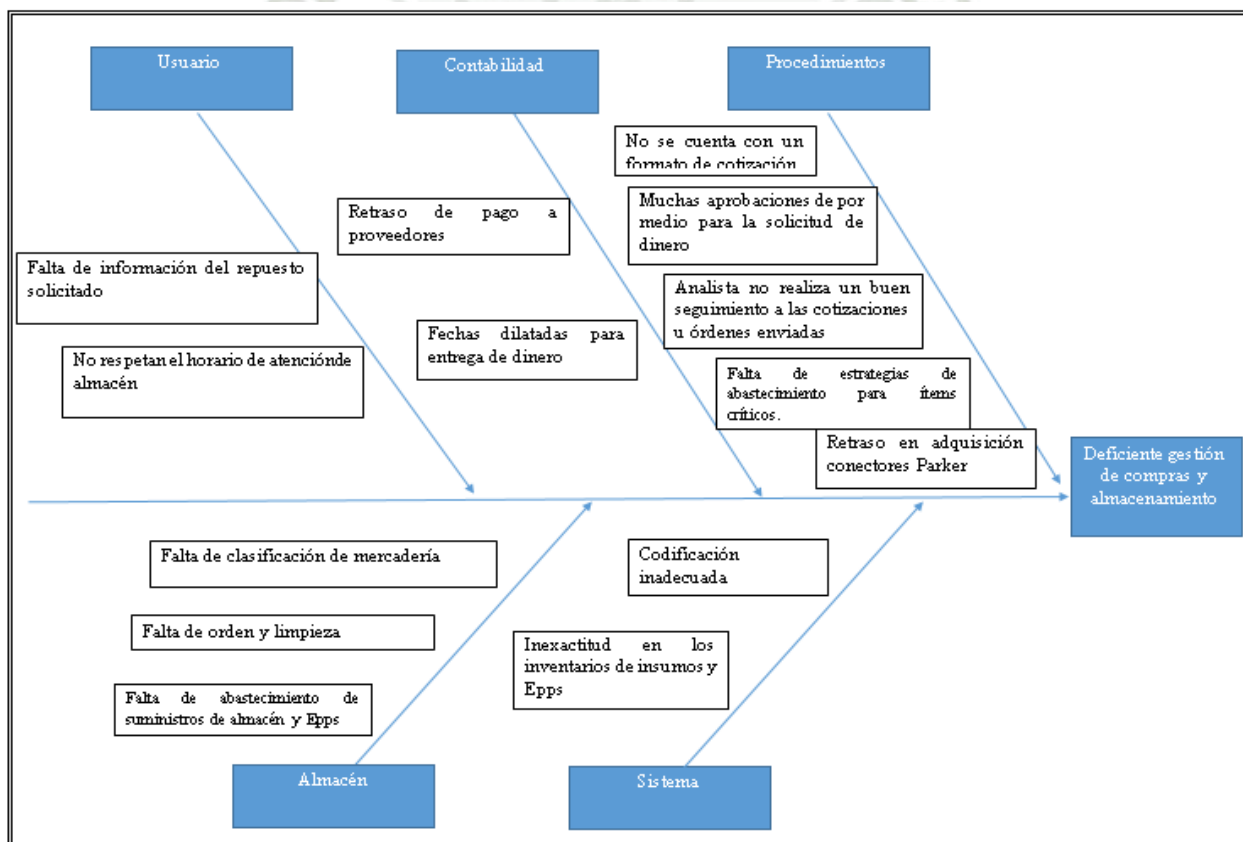 Usuario
Contabilidad
Procedimientos
No se cuenta con un
formato de cotización
Muchas aprobaciones de por
medio para la solicitud de
dinero
Retraso de pago a
proveedores
Falta de información del repuesto
solicitado
Analista no realiza un buen
seguimiento a las cotizaciones
u órdenes enviadas
Fechas dilatadas para
entrega de dinero
No respetan el horario de atenciónde
almacén
Falta de estrategias de
abastecimiento para ítems
críticos.
Retraso en adquisición
conectores Parker
Deficiente gestión
de compras y
almacenamiento
Falta de clasificación de mercadería
Codificación
inadecuada
Falta de orden y limpieza
Inexactitud en los
inventarios de insumos y
Epps
Falta de abastecimiento de
suministros de almacén y Epps
Almacén
Sistema